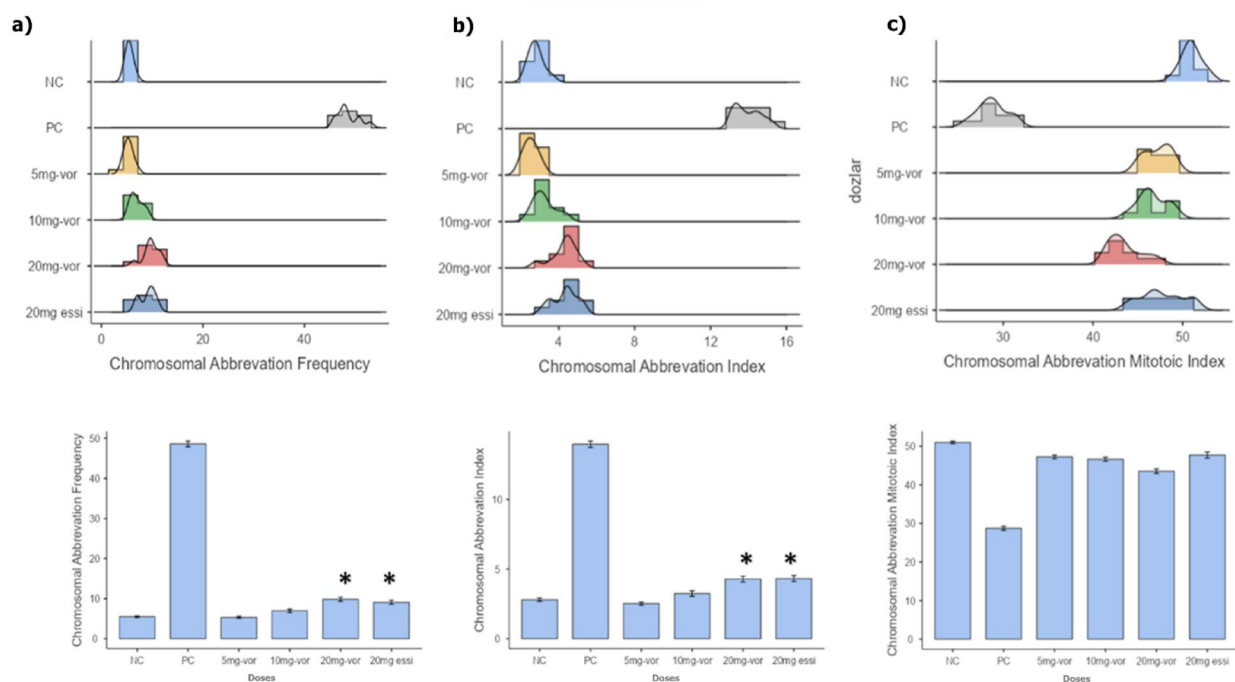 a)
NC
PC
5mg-vor
10mg-vor
20mg-vor
20mg essi
0 20 40
Chromosomal Abbrevation Frequency
b)
NC
PC
5mg-vor
10mg-vor
20mg-vor
20mg essi
4 8 12 16
Chromosomal Abbrevation Index
c)
dozlar
NC
PC
5mg-vor
10mg-vor
20mg-vor
20mg essi
30 40 50
Chromosomal Abbrevation Mitotoic Index
Chromosomal Abbrevation Frequency
50
40
30
20
10
0
* *
NC PC 5mg-vor 10mg-vor 20mg-vor 20mg essi
Doses
Chromosomal Abbrevation Index
10
5
0
* *
NC PC 5mg-vor 10mg-vor 20mg-vor 20mg essi
Doses
Chromosomal Abbrevation Mitotoic Index
50
40
30
20
10
0
NC PC 5mg-vor 10mg-vor 20mg-vor 20mg essi
Doses